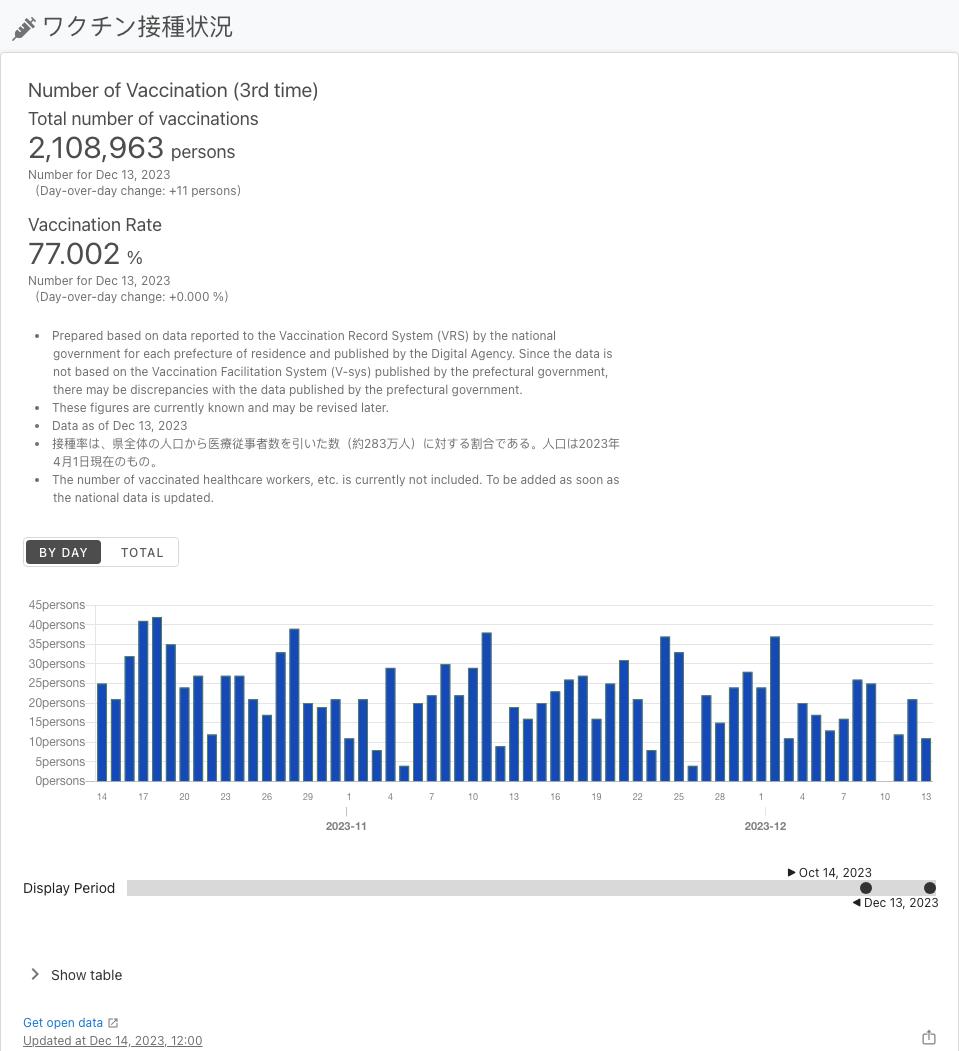 ワクチン接種状況
Number of Vaccination (3rd time)
Total number of vaccinations
2,108,963 persons
Number for Dec 13, 2023
(Day-over-day change: +11 persons)
Vaccination Rate
77.002 %
Number for Dec 13, 2023
(Day-over-day change: +0.000 %)
• Prepared based on data reported to the Vaccination Record System (VRS) by the national
government for each prefecture of residence and published by the Digital Agency. Since the data is
not based on the Vaccination Facilitation System (V-sys) published by the prefectural government,
there may be discrepancies with the data published by the prefectural government.
• These figures are currently known and may be revised later.
• Data as of Dec 13, 2023
• 接種率は、県全体の人口から医療従事者数を引いた数（約283万人）に対する割合である。人口は2023年
4月1日現在のもの。
• The number of vaccinated healthcare workers, etc. is currently not included. To be added as soon as
the national data is updated.
BY DAY TOTAL
45persons
40persons
35persons
30persons
25persons
20persons
15persons
10persons
5persons
0persons
14 17 20 23 26 29 1 4 7 10 13 16 19 22 25 28 1 4 7 10 13
2023-11 2023-12
Oct 14, 2023
Display Period
Dec 13, 2023
Show table
Get open data
Updated at Dec 14, 2023, 12:00